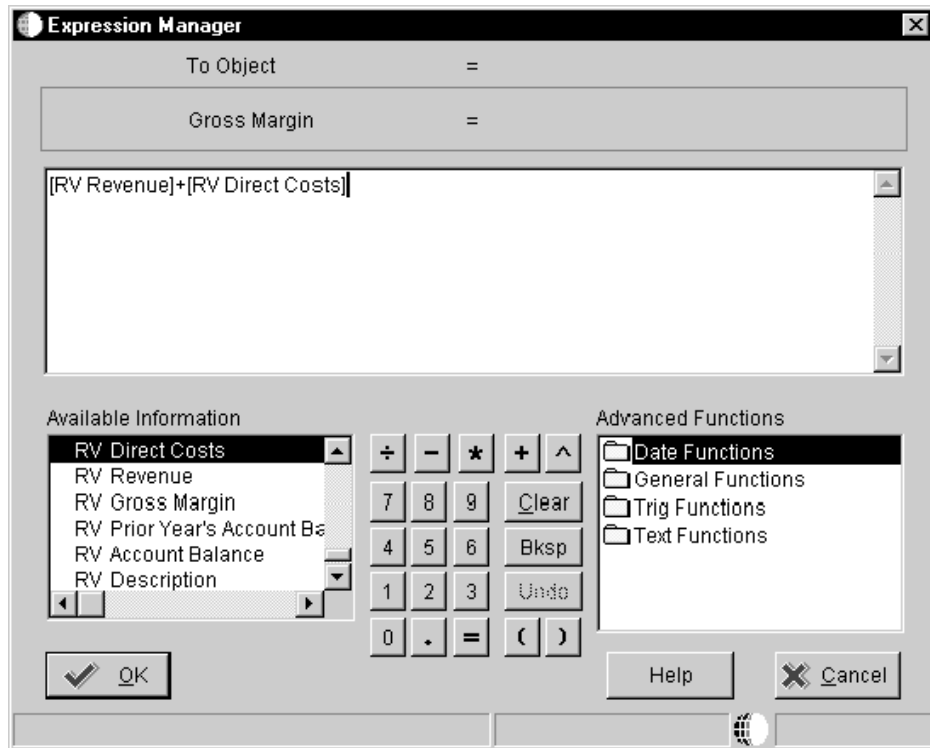 Expression Manager
To Object =
Gross Margin =
[RV Revenue]+[RV Direct Costs]
Available Information
RV Direct Costs
RV Revenue
RV Gross Margin
RV Prior Year's Account Ba
RV Account Balance
RV Description
÷ − * + ^
7 8 9 Clear
4 5 6 Bksp
1 2 3 Undo
0 . = ( )
Advanced Functions
Date Functions
General Functions
Trig Functions
Text Functions
OK
Help
Cancel